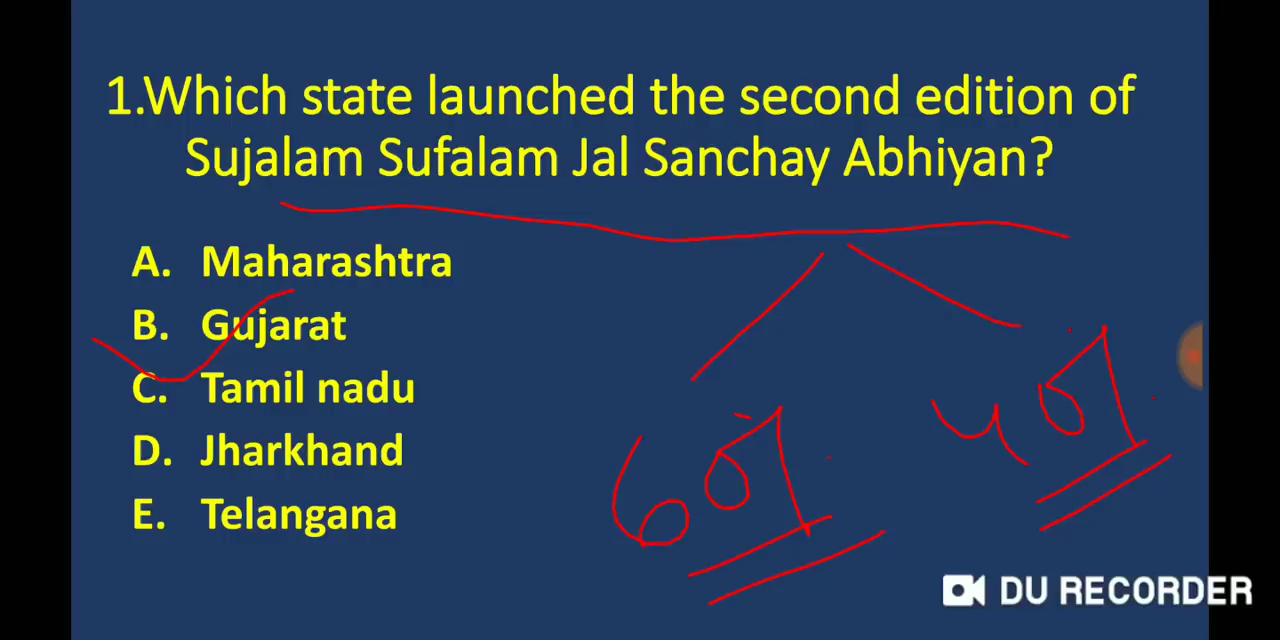 1.Which state launched the second edition of
Sujalam Sufalam Jal Sanchay Abhiyan?
A. Maharashtra
B. Gujarat
C. Tamil nadu
D. Jharkhand
E. Telangana
60% 40%
DU RECORDER